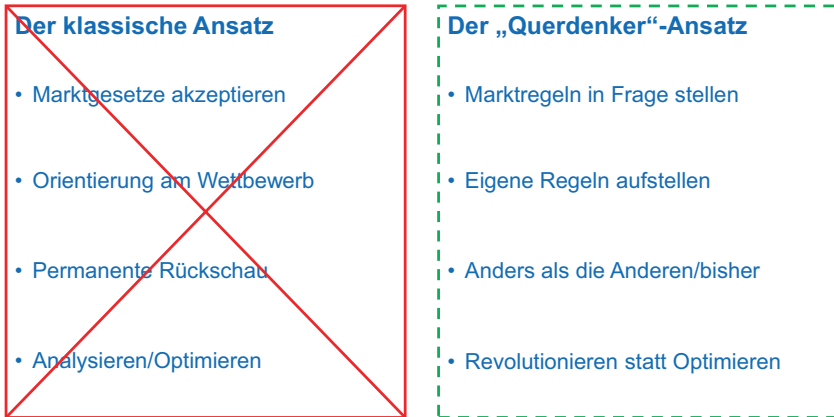 Der klassische Ansatz
• Marktgesetze akzeptieren
• Orientierung am Wettbewerb
• Permanente Rückschau
• Analysieren/Optimieren
Der „Querdenker“-Ansatz
• Marktregeln in Frage stellen
• Eigene Regeln aufstellen
• Anders als die Anderen/bisher
• Revolutionieren statt Optimieren